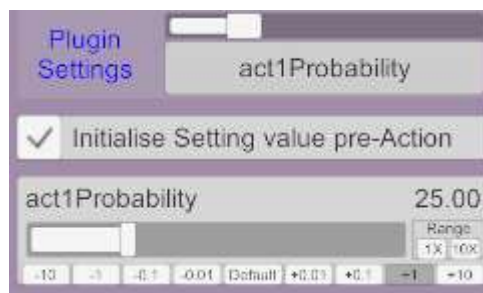 Plugin
Settings
act1Probability
Initialise Setting value pre-Action
act1Probability 25.00
Range
1X 10X
-10 -1 -0.1 -0.01 Default +0.01 +0.1 +1 +10